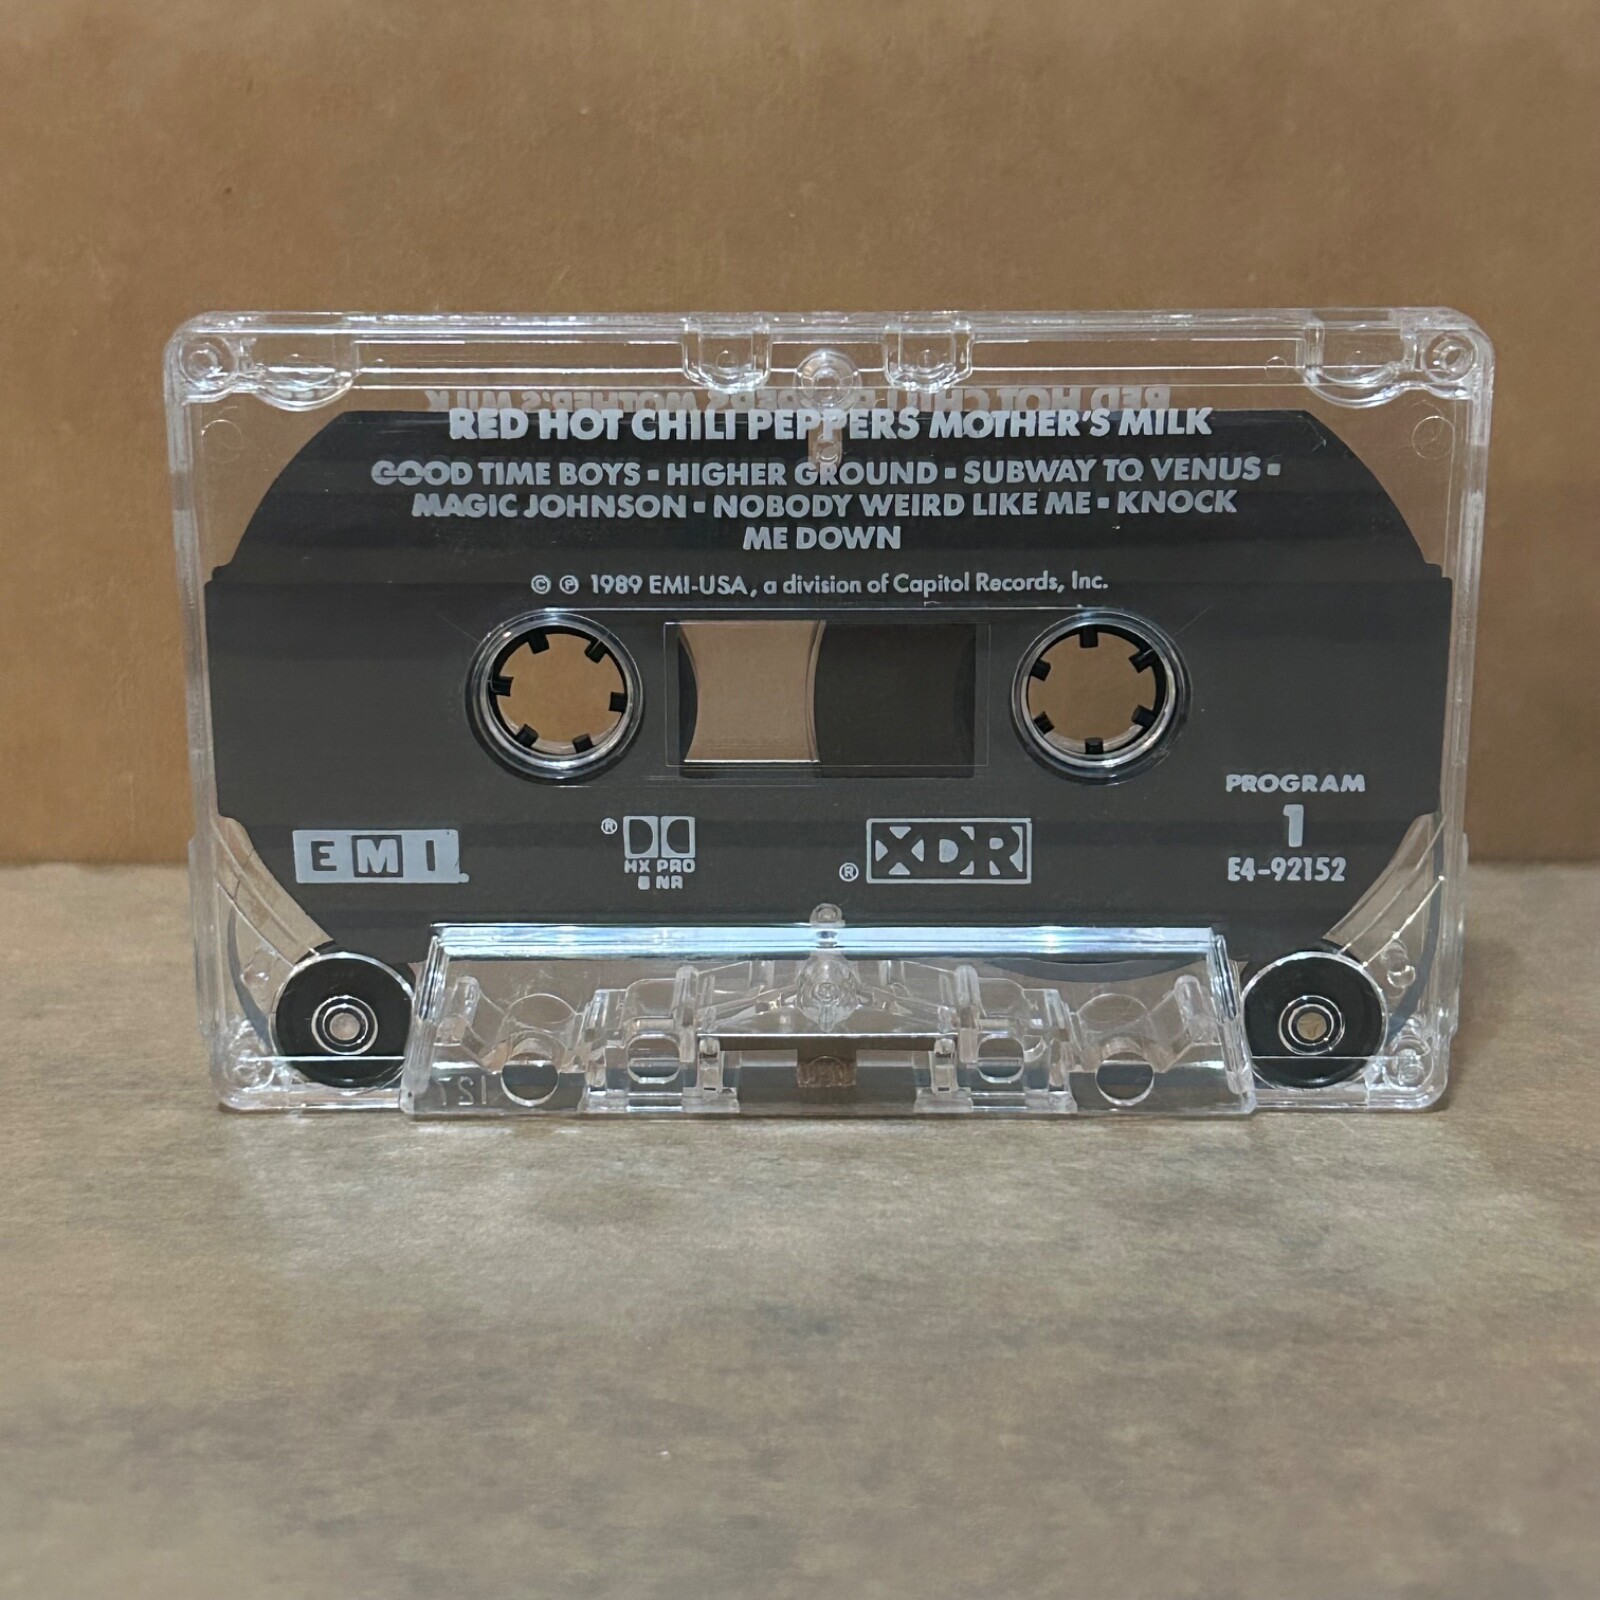 RED HOT CHILI PEPPERS MOTHER'S MILK
GOOD TIME BOYS ▪ HIGHER GROUND ▪ SUBWAY TO VENUS ▪
MAGIC JOHNSON ▪ NOBODY WEIRD LIKE ME ▪ KNOCK
ME DOWN
© ℗ 1989 EMI-USA, a division of Capitol Records, Inc.
PROGRAM
1
E4-92152
EMI
® HX PRO
B NR
® XDR